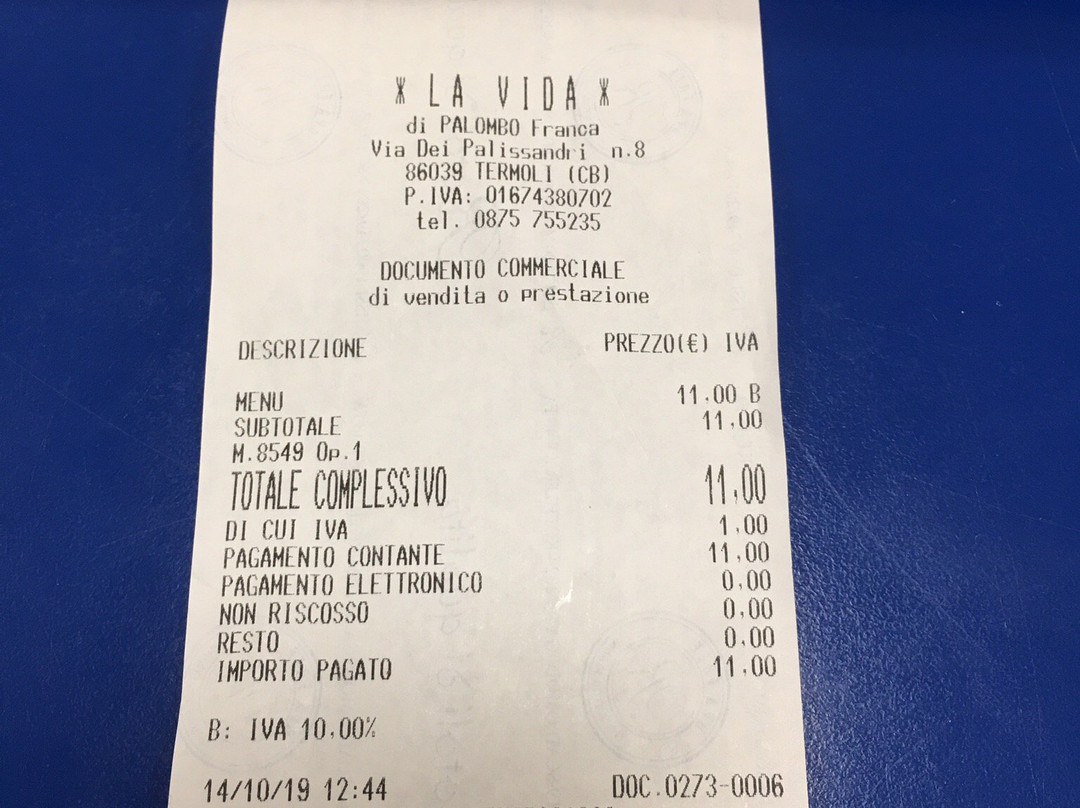 * LA VIDA *
di PALOMBO Franca
Via Dei Palissandri n.8
86039 TERMOLI (CB)
P.IVA: 01674380702
tel. 0875 755235
DOCUMENTO COMMERCIALE
di vendita o prestazione
DESCRIZIONE PREZZO(€) IVA
MENU 11,00 B
SUBTOTALE 11,00
M.8549 Op.1
TOTALE COMPLESSIVO 11,00
DI CUI IVA 1,00
PAGAMENTO CONTANTE 11,00
PAGAMENTO ELETTRONICO 0,00
NON RISCOSSO 0,00
RESTO 0,00
IMPORTO PAGATO 11,00
B: IVA 10,00%
14/10/19 12:44 DOC.0273-0006